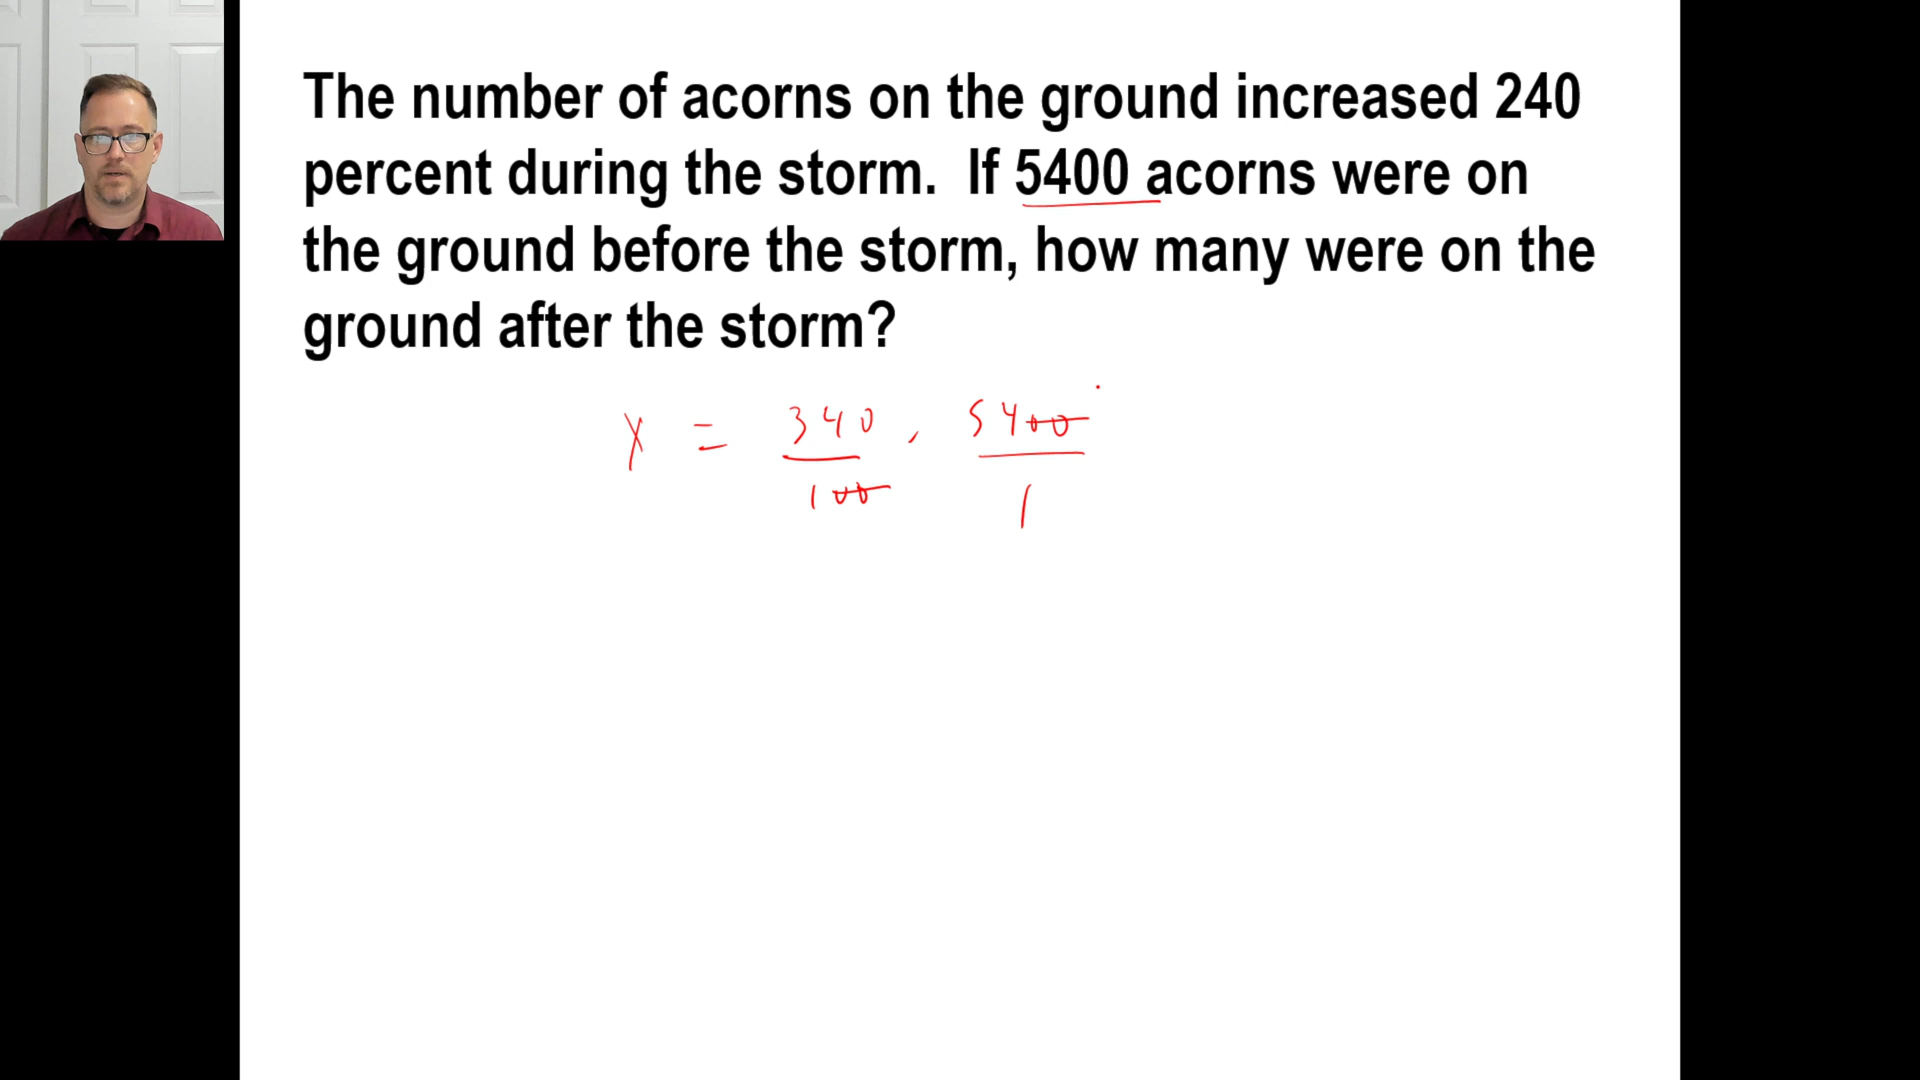 The number of acorns on the ground increased 240
percent during the storm. If 5400 acorns were on
the ground before the storm, how many were on the
ground after the storm?
x = 340/100 · 5400/1